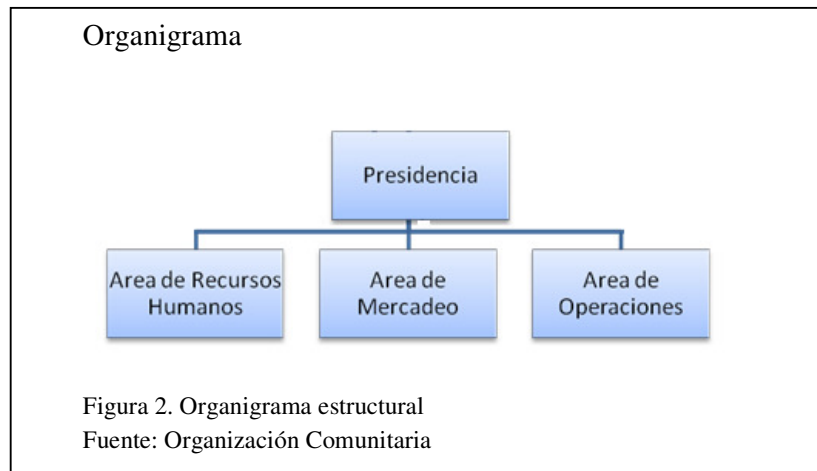 Organigrama
Presidencia
Area de Recursos
Humanos
Area de
Mercadeo
Area de
Operaciones
Figura 2. Organigrama estructural
Fuente: Organización Comunitaria